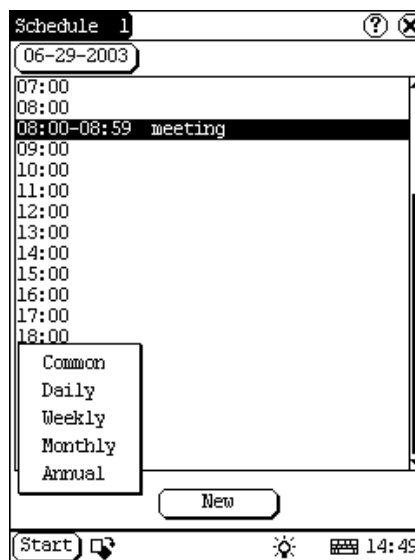 Schedule 1 ?
06-29-2003
07:00
08:00
08:00-08:59 meeting
09:00
10:00
11:00
12:00
13:00
14:00
15:00
16:00
17:00
18:00
Common
Daily
Weekly
Monthly
Annual
New
Start 14:49